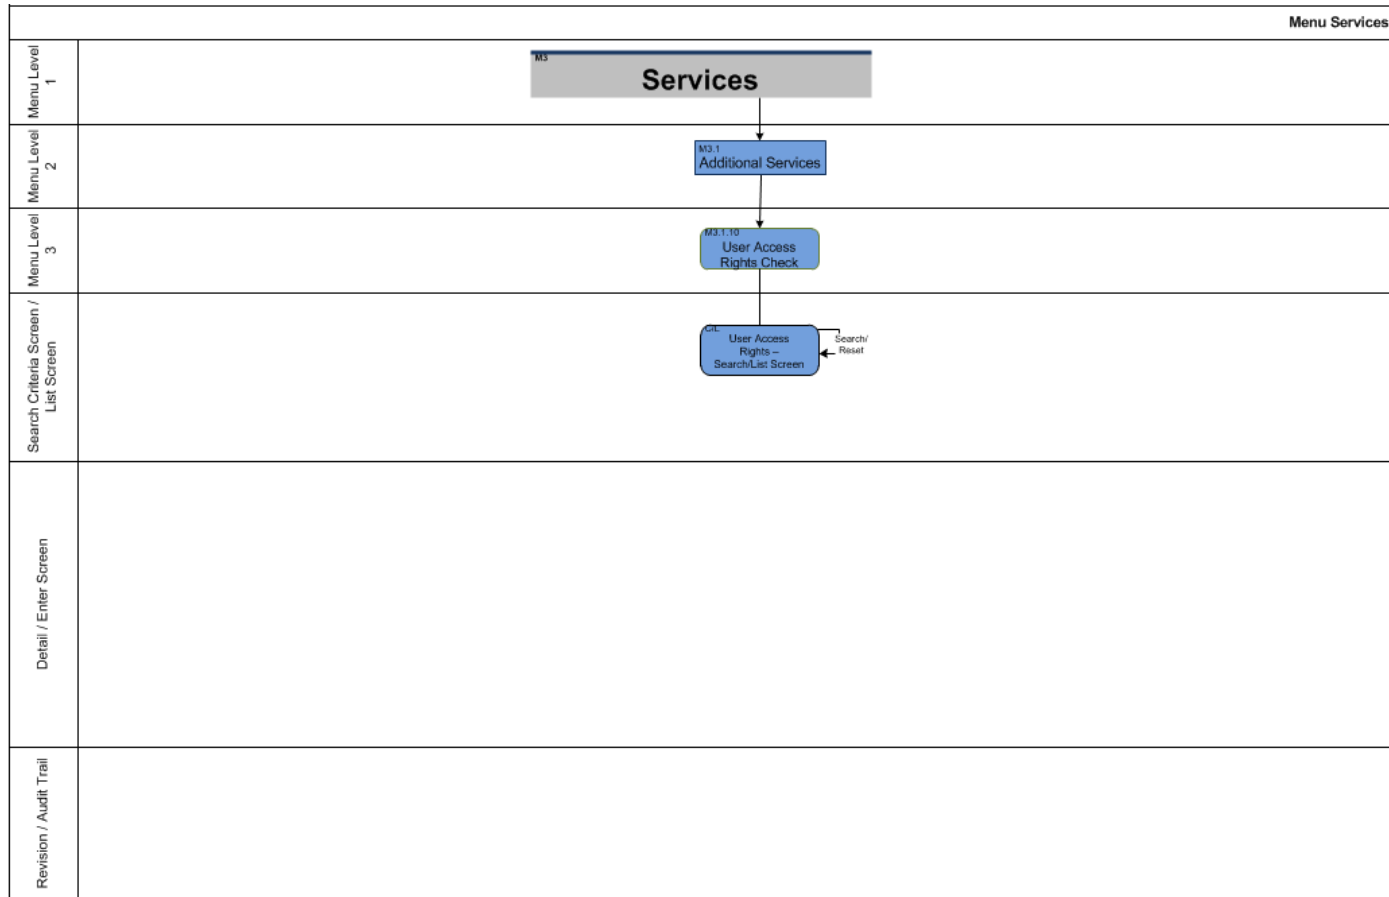 Menu Services
Menu Level
1
M3
Services
Menu Level
2
M3.1
Additional Services
Menu Level
3
M3.1.10
User Access
Rights Check
Search Criteria Screen /
List Screen
User Access
Rights –
Search/List Screen
Search/
Reset
Detail / Enter Screen
Revision / Audit Trail